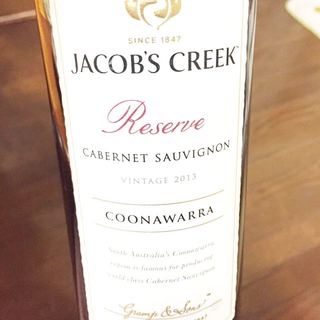 SINCE 1847
JACOB'S CREEK™
Reserve
CABERNET SAUVIGNON
VINTAGE 2013
COONAWARRA
South Australia's Coonawarra
region is famous for producing
world class Cabernet Sauvignon.
Gramp & Sons